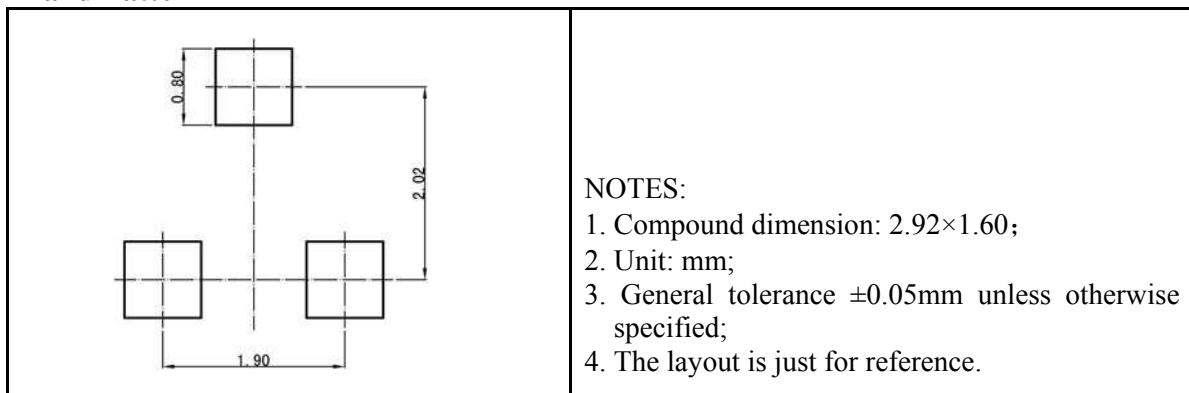 0.80
2.02
1.90
NOTES:
1. Compound dimension: 2.92×1.60；
2. Unit: mm;
3. General tolerance ±0.05mm unless otherwise
specified;
4. The layout is just for reference.